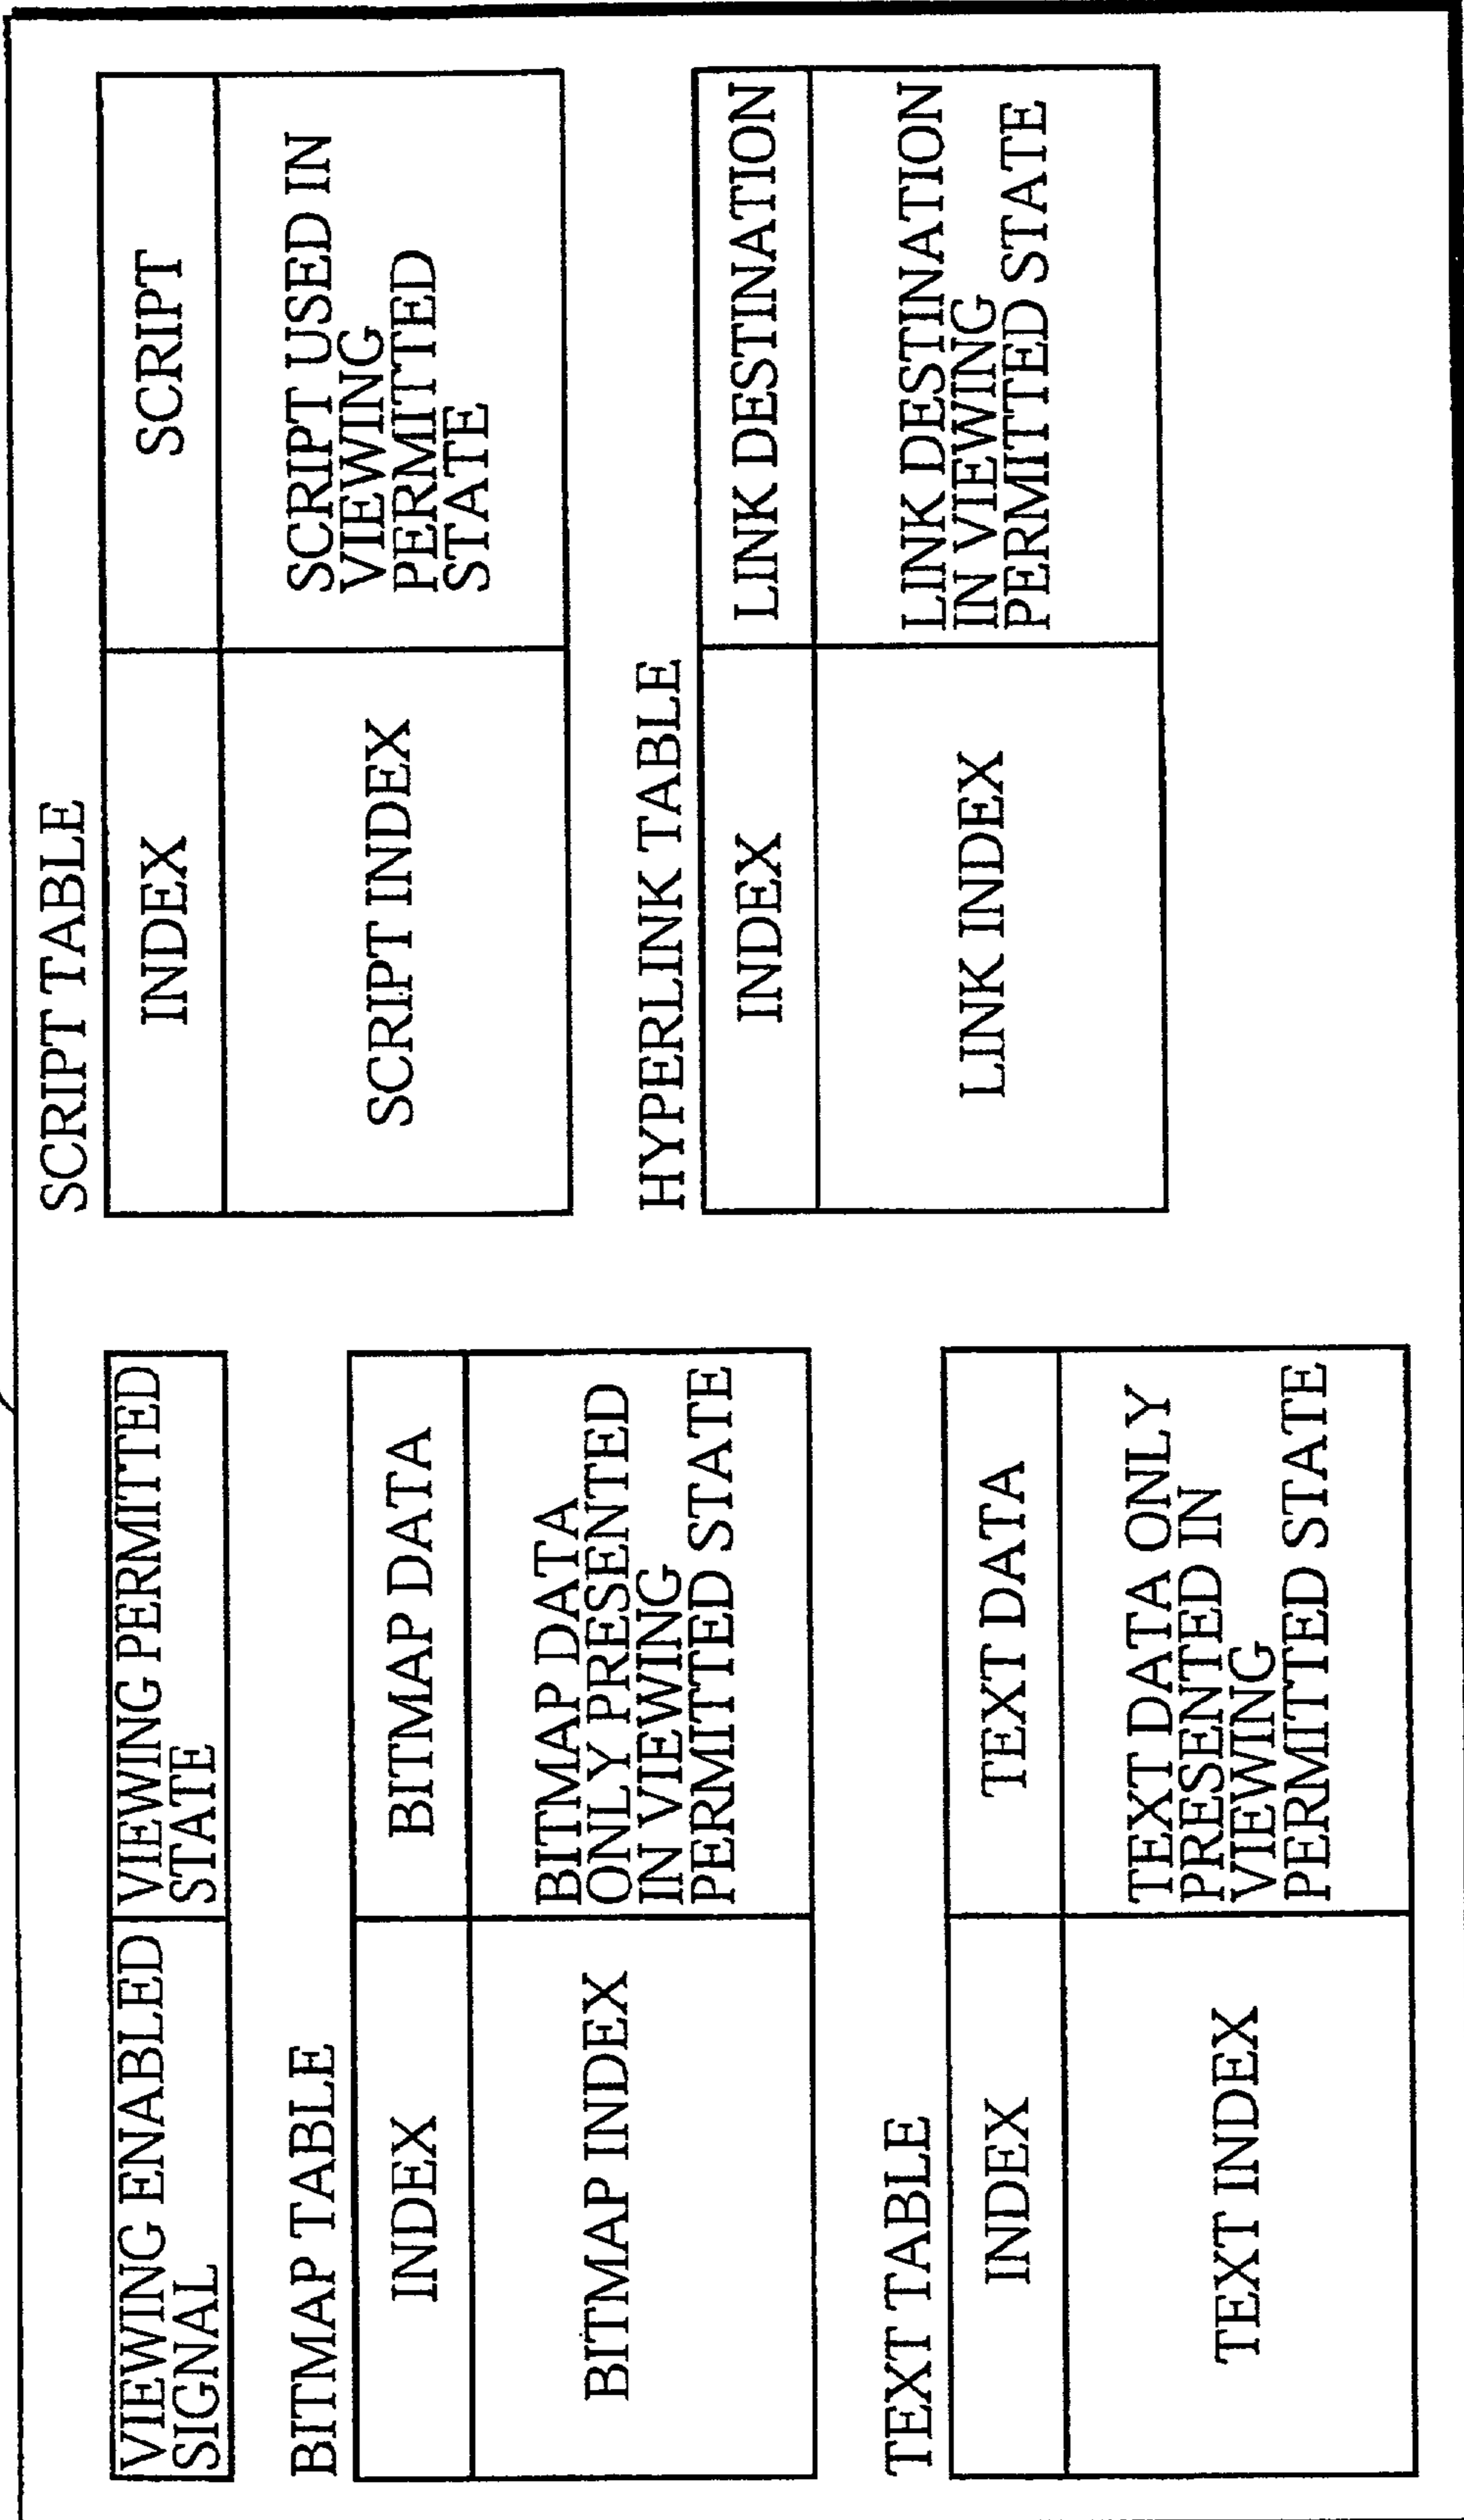 VIEWING ENABLED
SIGNAL
VIEWING PERMITTED
STATE
BITMAP TABLE
INDEX
BITMAP DATA
BITMAP INDEX
BITMAP DATA
ONLY PRESENTED
IN VIEWING
PERMITTED STATE
TEXT TABLE
INDEX
TEXT DATA
TEXT INDEX
TEXT DATA ONLY
PRESENTED IN
VIEWING
PERMITTED STATE
SCRIPT TABLE
INDEX
SCRIPT
SCRIPT INDEX
SCRIPT USED IN
VIEWING
PERMITTED
STATE
HYPERLINK TABLE
INDEX
LINK DESTINATION
LINK INDEX
LINK DESTINATION
IN VIEWING
PERMITTED STATE